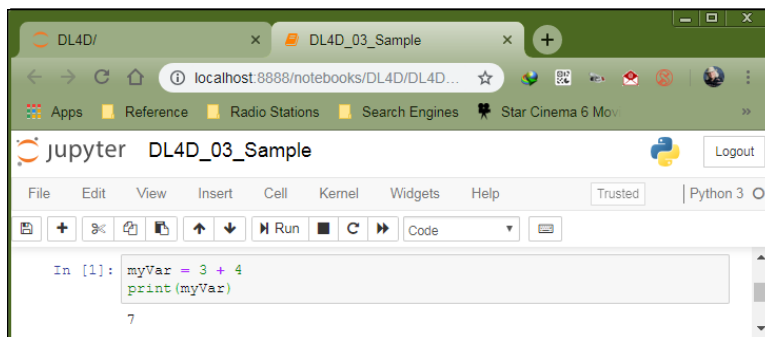 DL4D/ DL4D_03_Sample
localhost:8888/notebooks/DL4D/DL4D...
Apps Reference Radio Stations Search Engines Star Cinema 6 Movi
jupyter DL4D_03_Sample Logout
File Edit View Insert Cell Kernel Widgets Help Trusted Python 3
Run Code
In [1]: myVar = 3 + 4
print(myVar)
7